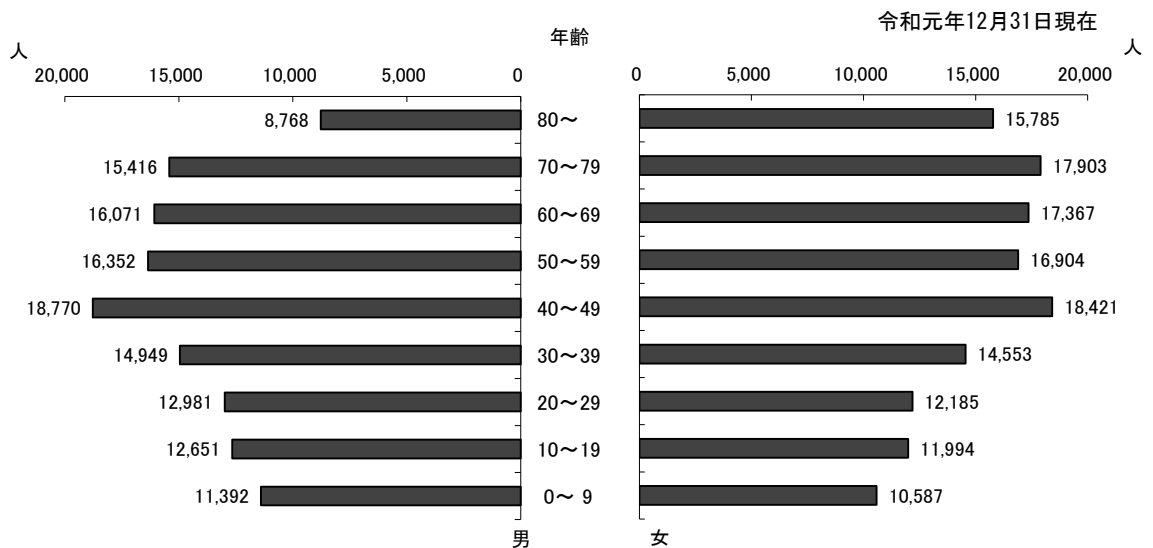 令和元年12月31日現在
人 年齢 人
20,000 15,000 10,000 5,000 0 0 5,000 10,000 15,000 20,000
8,768 80～ 15,785
15,416 70～79 17,903
16,071 60～69 17,367
16,352 50～59 16,904
18,770 40～49 18,421
14,949 30～39 14,553
12,981 20～29 12,185
12,651 10～19 11,994
11,392 0～ 9 10,587
男 女